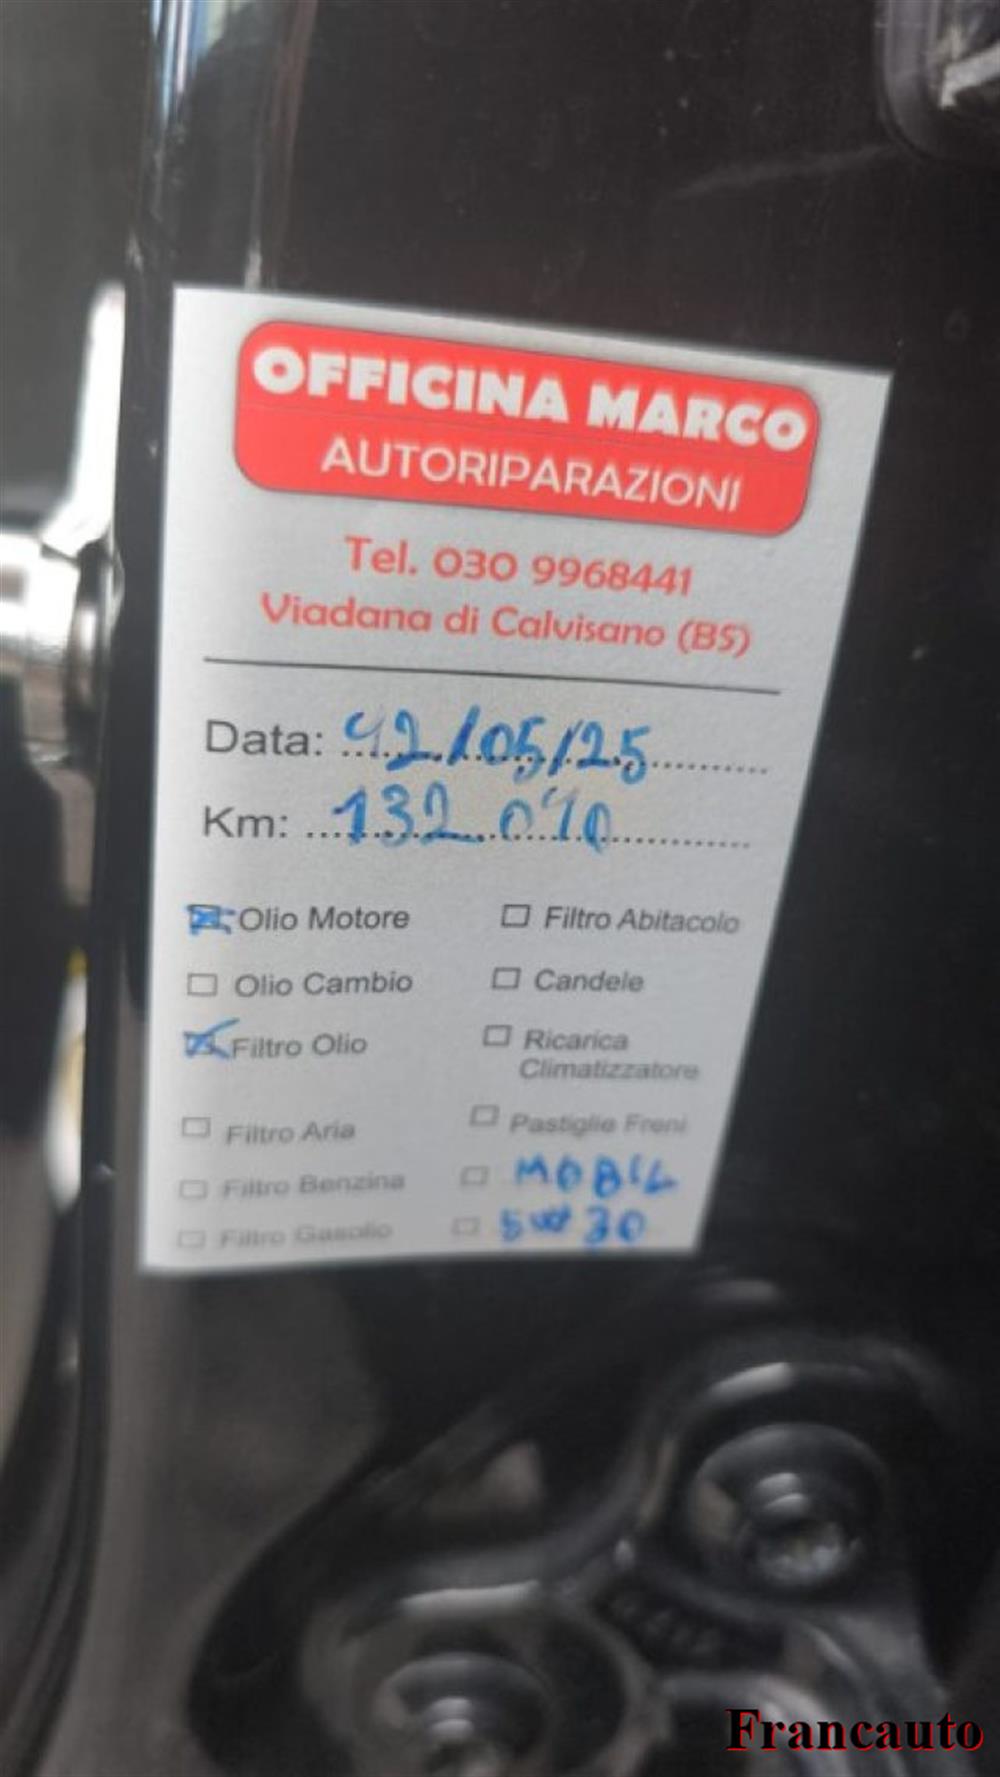 OFFICINA MARCO
AUTORIPARAZIONI
Tel. 030 9968441
Viadana di Calvisano (BS)
Data: 12/05/25
Km: 132.010
Olio Motore
Filtro Abitacolo
Olio Cambio
Candele
Filtro Olio
Ricarica
Climatizzatore
Filtro Aria
Pastiglie Freni
Filtro Benzina
MOBIL
Filtro Gasolio
5w 30
Francauto